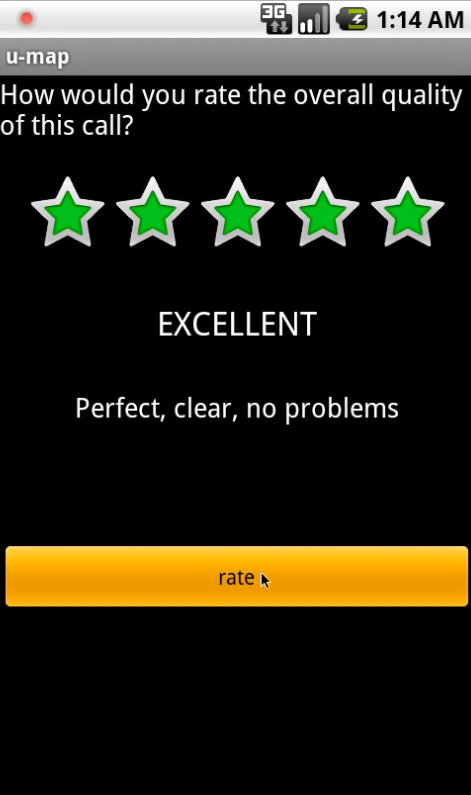 3G 1:14 AM
u-map
How would you rate the overall quality
of this call?
EXCELLENT
Perfect, clear, no problems
rate